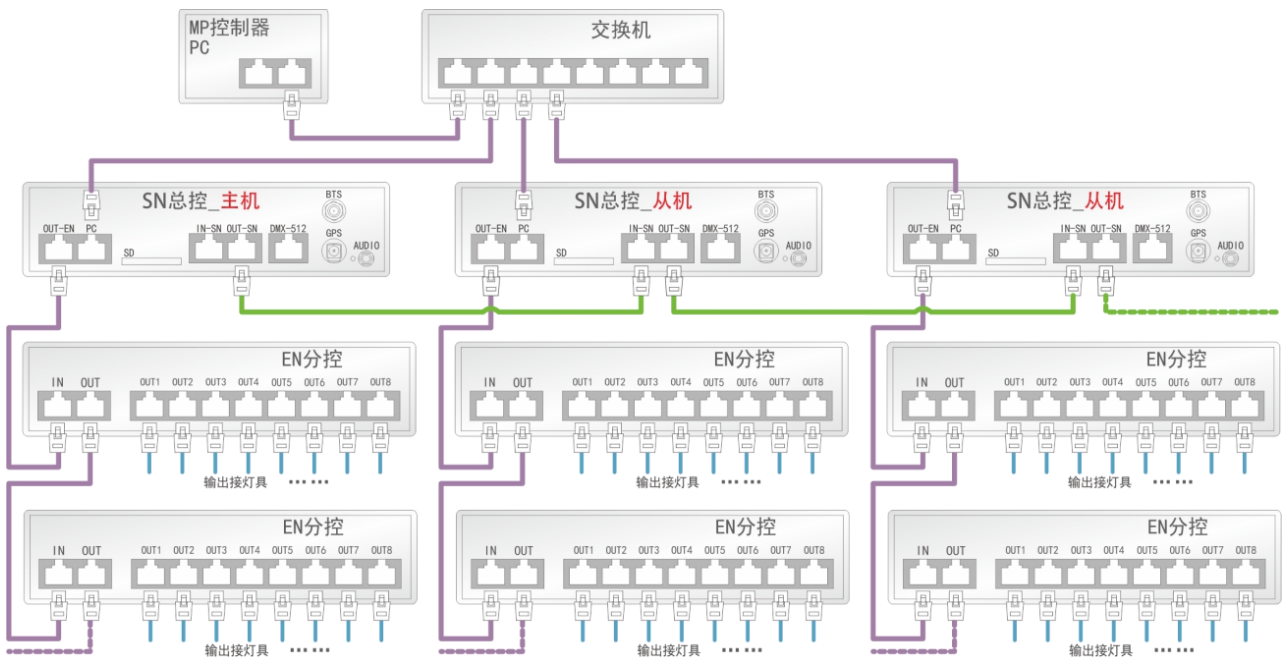 MP控制器
PC
交换机
SN总控_主机
BTS
OUT-EN PC
IN-SN OUT-SN DMX-512
GPS
AUDIO
SD
SN总控_从机
BTS
OUT-EN PC
IN-SN OUT-SN DMX-512
GPS
AUDIO
SD
SN总控_从机
BTS
OUT-EN PC
IN-SN OUT-SN DMX-512
GPS
AUDIO
SD
EN分控
IN OUT
OUT1 OUT2 OUT3 OUT4 OUT5 OUT6 OUT7 OUT8
输出接灯具 ……
EN分控
IN OUT
OUT1 OUT2 OUT3 OUT4 OUT5 OUT6 OUT7 OUT8
输出接灯具 ……
EN分控
IN OUT
OUT1 OUT2 OUT3 OUT4 OUT5 OUT6 OUT7 OUT8
输出接灯具 ……
EN分控
IN OUT
OUT1 OUT2 OUT3 OUT4 OUT5 OUT6 OUT7 OUT8
输出接灯具 ……
EN分控
IN OUT
OUT1 OUT2 OUT3 OUT4 OUT5 OUT6 OUT7 OUT8
输出接灯具 ……
EN分控
IN OUT
OUT1 OUT2 OUT3 OUT4 OUT5 OUT6 OUT7 OUT8
输出接灯具 ……